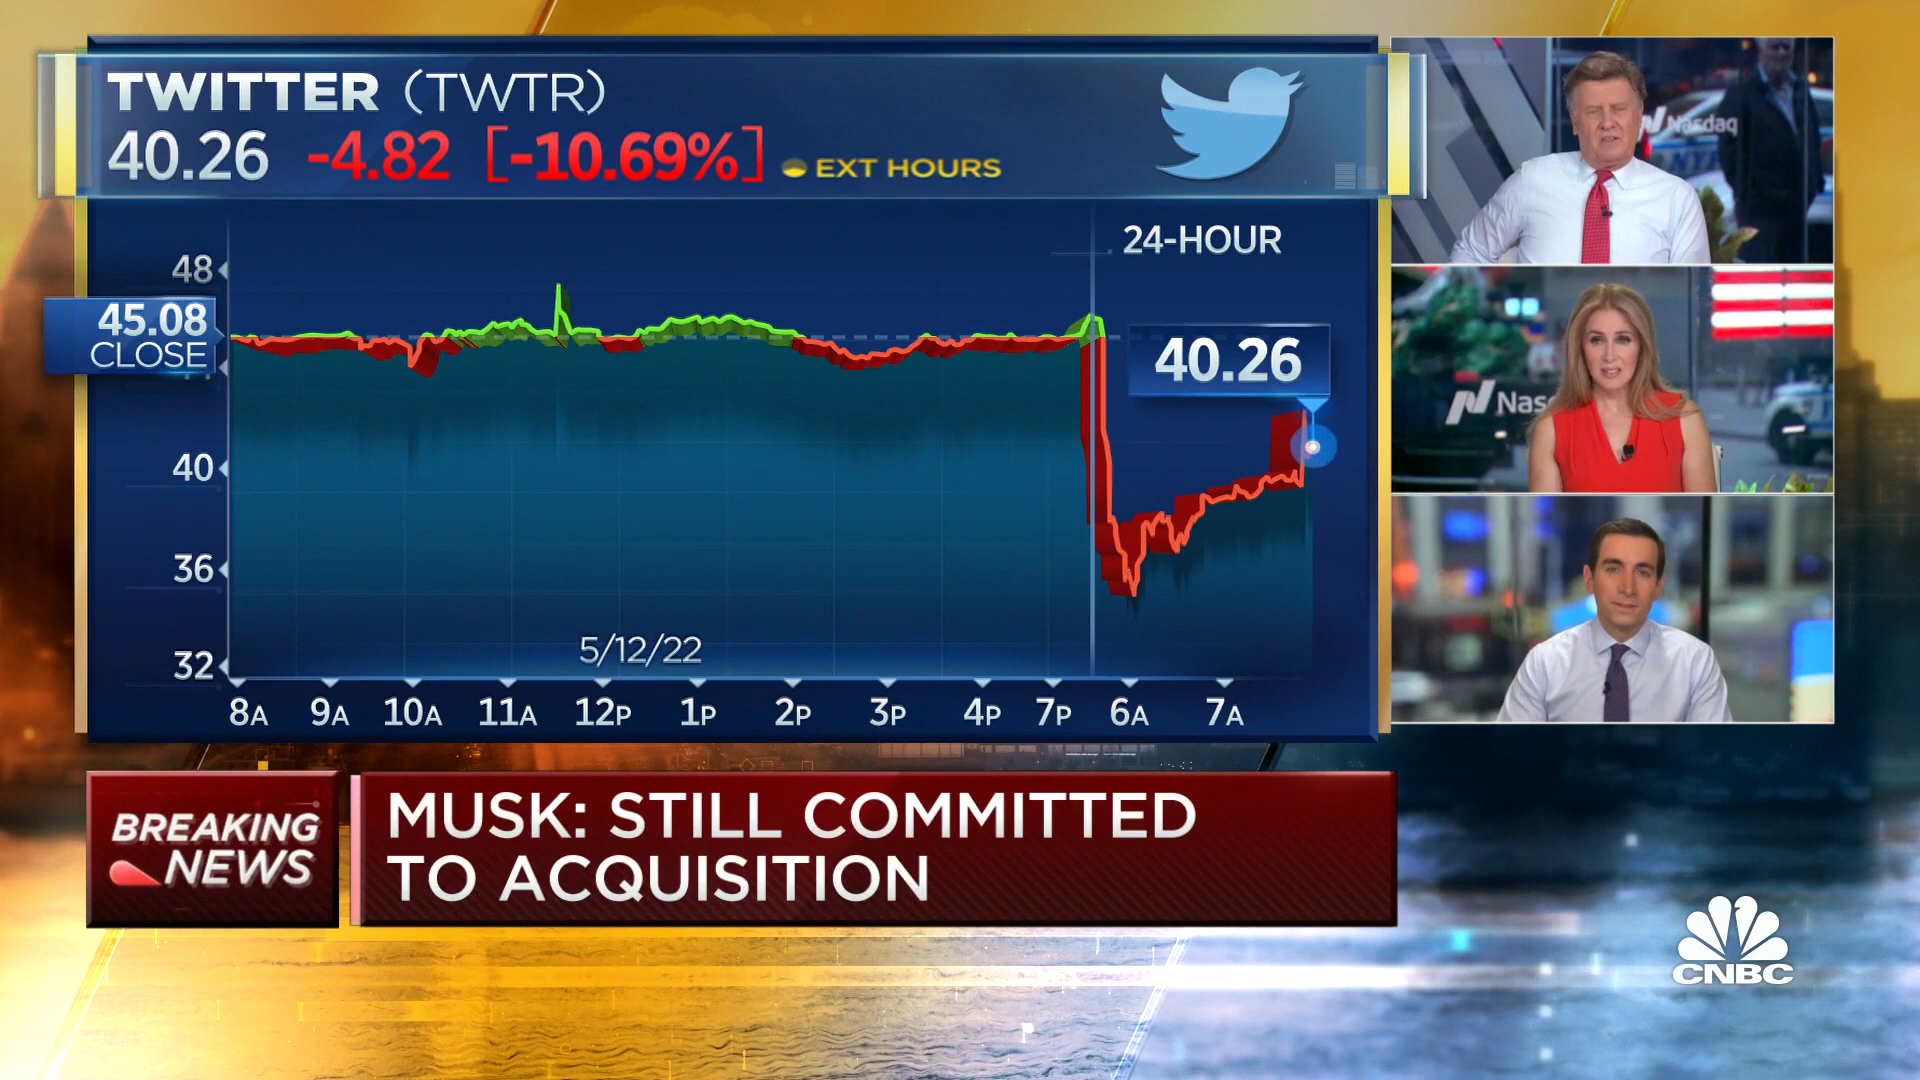 TWITTER (TWTR)
40.26 -4.82 [-10.69%] EXT HOURS
24-HOUR
48
45.08
CLOSE
40.26
40
36
32
5/12/22
8A 9A 10A 11A 12P 1P 2P 3P 4P 7P 6A 7A
BREAKING
NEWS
MUSK: STILL COMMITTED
TO ACQUISITION
Nasdaq
Nas
CNBC